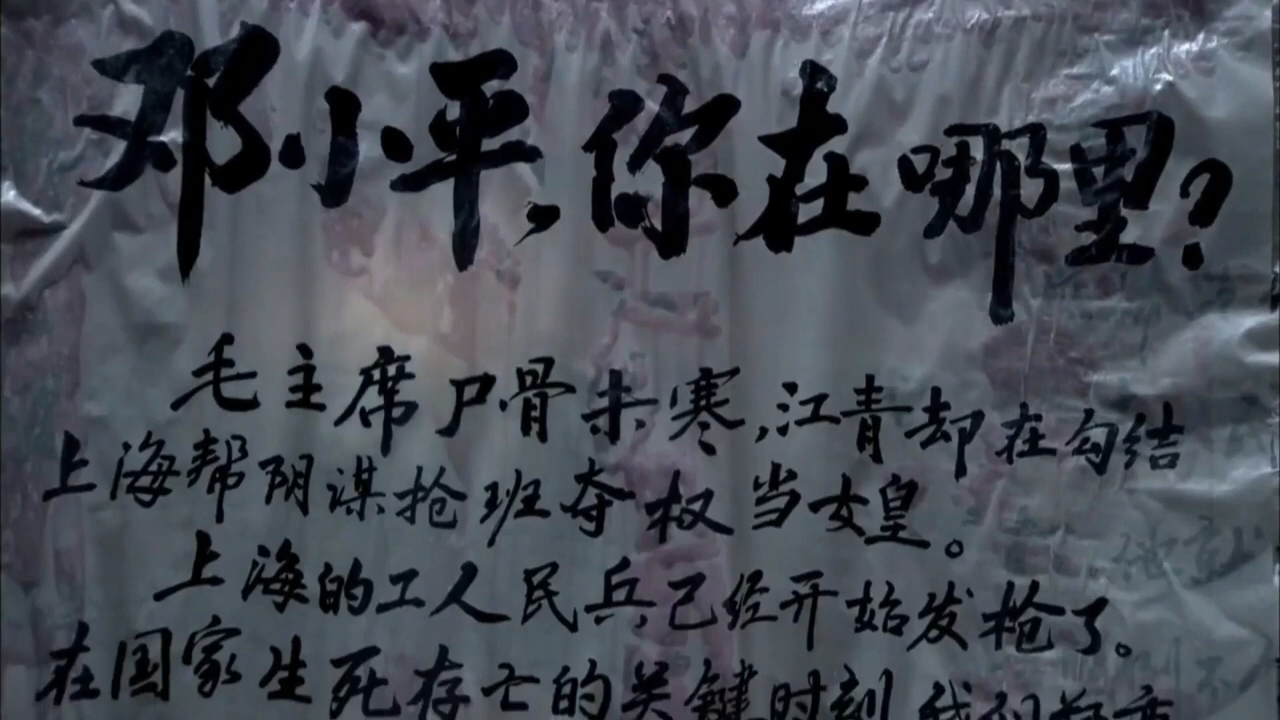 邓小平,你在哪里?
毛主席尸骨未寒,江青却在勾结
上海帮阴谋抢班夺权当女皇。
上海的工人民兵已经开始发枪了。
在国家生死存亡的关键时刻,我们